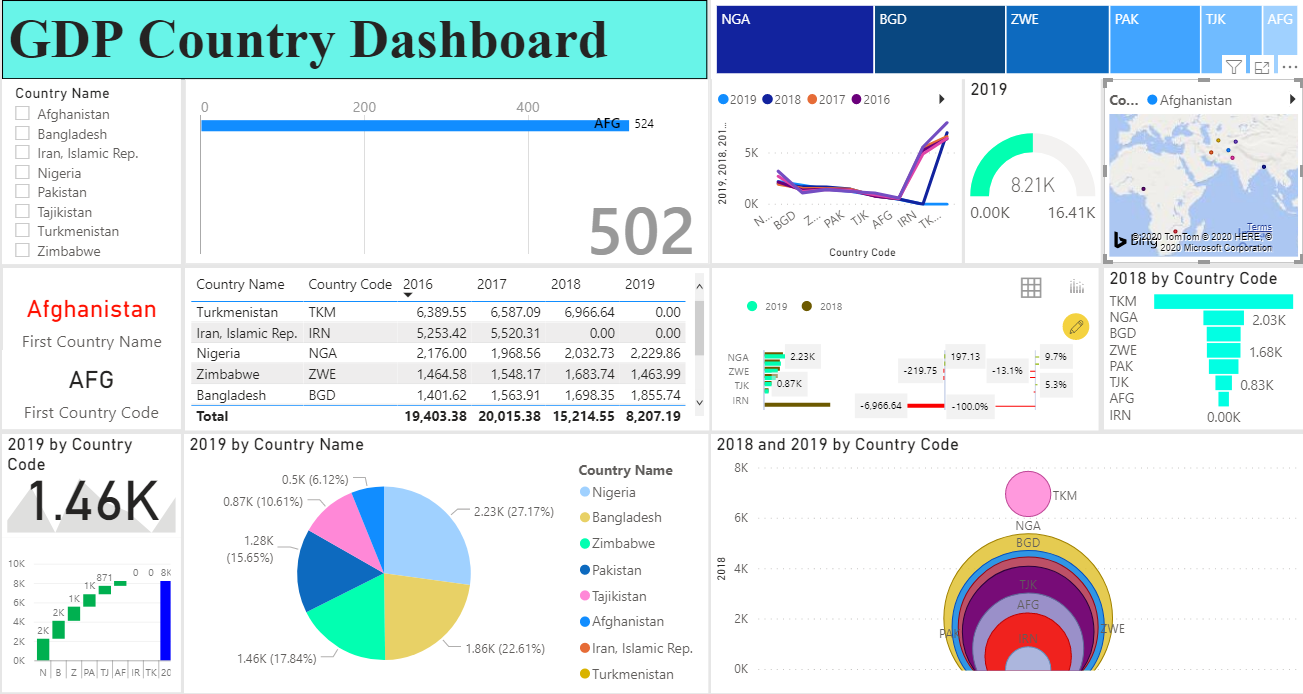 GDP Country Dashboard
NGA BGD ZWE PAK TJK AFG
Country Name
Afghanistan
Bangladesh
Iran, Islamic Rep.
Nigeria
Pakistan
Tajikistan
Turkmenistan
Zimbabwe
0 200 400
AFG 524
502
2019 2018 2017 2016
2019, 2018, 201...
5K
0K
N... BGD Z... PAK TJK AFG IRN TK...
Country Code
2019
8.21K
0.00K 16.41K
Co... Afghanistan
Terms
Bing
© 2020 TomTom © 2020 HERE, ©
2020 Microsoft Corporation
Afghanistan
First Country Name
AFG
First Country Code
Country Name Country Code 2016 2017 2018 2019
Turkmenistan TKM 6,389.55 6,587.09 6,966.64 0.00
Iran, Islamic Rep. IRN 5,253.42 5,520.31 0.00 0.00
Nigeria NGA 2,176.00 1,968.56 2,032.73 2,229.86
Zimbabwe ZWE 1,464.58 1,548.17 1,683.74 1,463.99
Bangladesh BGD 1,401.62 1,563.91 1,698.35 1,855.74
Total 19,403.38 20,015.38 15,214.55 8,207.19
2019 2018
NGA
ZWE
TJK
IRN
2.23K
0.87K
197.13
-219.75
-6,966.64
9.7%
-13.1%
5.3%
-100.0%
2018 by Country Code
TKM
NGA 2.03K
BGD
ZWE 1.68K
PAK
TJK 0.83K
AFG
IRN 0.00K
2019 by Country
Code
1.46K
10K
8K
6K
4K
2K
0K
2K 2K 1K 1K 871 0 0 8K
N B Z PA TJ AF IR TK 20
2019 by Country Name
0.5K (6.12%)
0.87K (10.61%)
1.28K
(15.65%)
1.46K (17.84%)
2.23K (27.17%)
1.86K (22.61%)
Country Name
Nigeria
Bangladesh
Zimbabwe
Pakistan
Tajikistan
Afghanistan
Iran, Islamic Rep.
Turkmenistan
2018 and 2019 by Country Code
2018
8K
6K
4K
2K
0K
TKM
NGA
BGD
TJK
AFG
PAK
ZWE
IRN